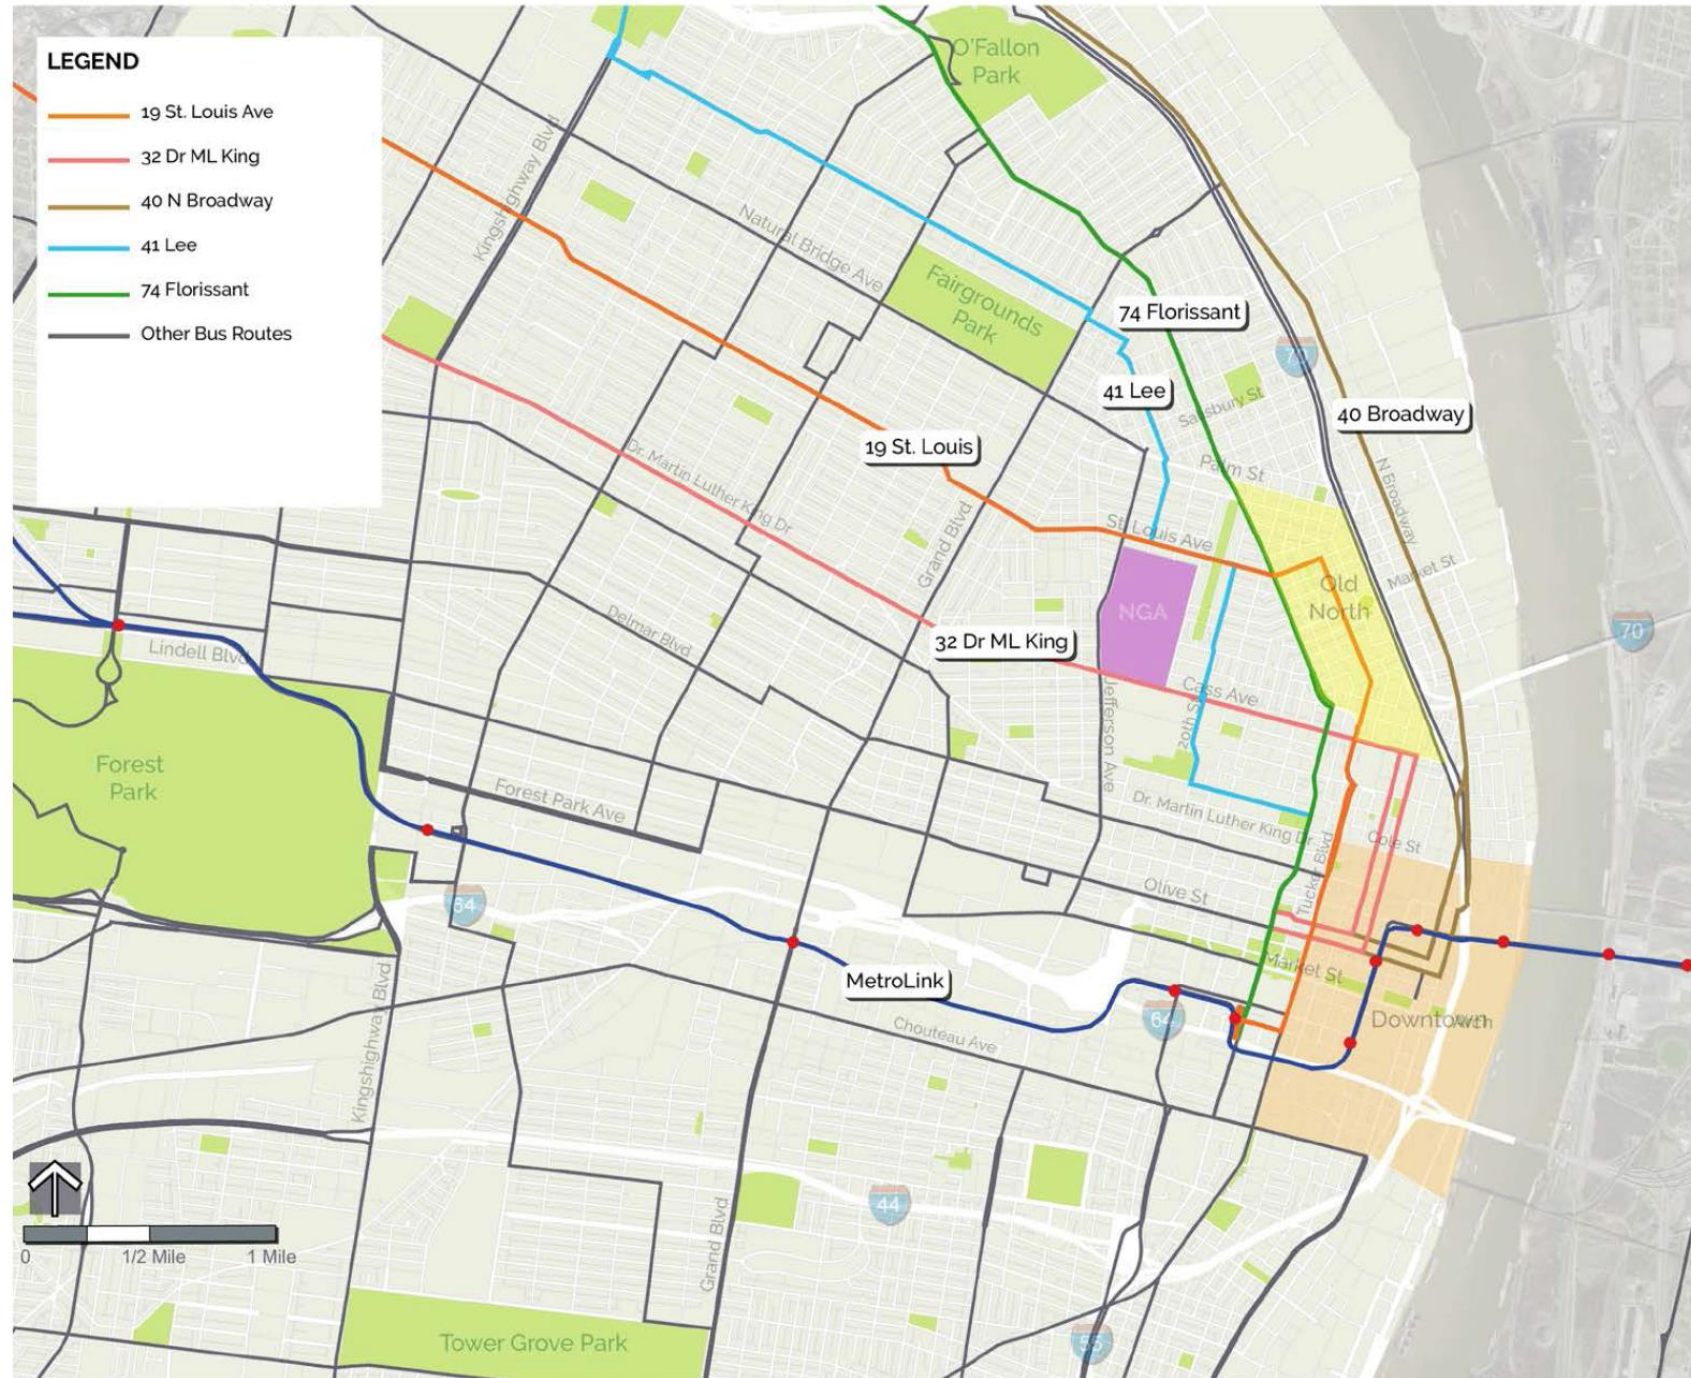 LEGEND
19 St. Louis Ave
32 Dr ML King
40 N Broadway
41 Lee
74 Florissant
Other Bus Routes
O'Fallon
Park
Kingshighway Blvd
Natural Bridge Ave
Fairgrounds
Park
74 Florissant
70
41 Lee
Salisbury St
40 Broadway
19 St. Louis
Palm St
Dr. Martin Luther King Dr
N Broadway
Grand Blvd
St. Louis Ave
Market St
Old
North
NGA
Delmar Blvd
70
32 Dr ML King
Lindell Blvd
Cass Ave
Jefferson Ave
20th St
Forest
Park
Forest Park Ave
Dr. Martin Luther King Dr
Cole St
Tucker Blvd
Olive St
64
Market St
MetroLink
64
Downtown
Arch
Chouteau Ave
Kingshighway Blvd
44
Grand Blvd
0 1/2 Mile 1 Mile
Tower Grove Park
55